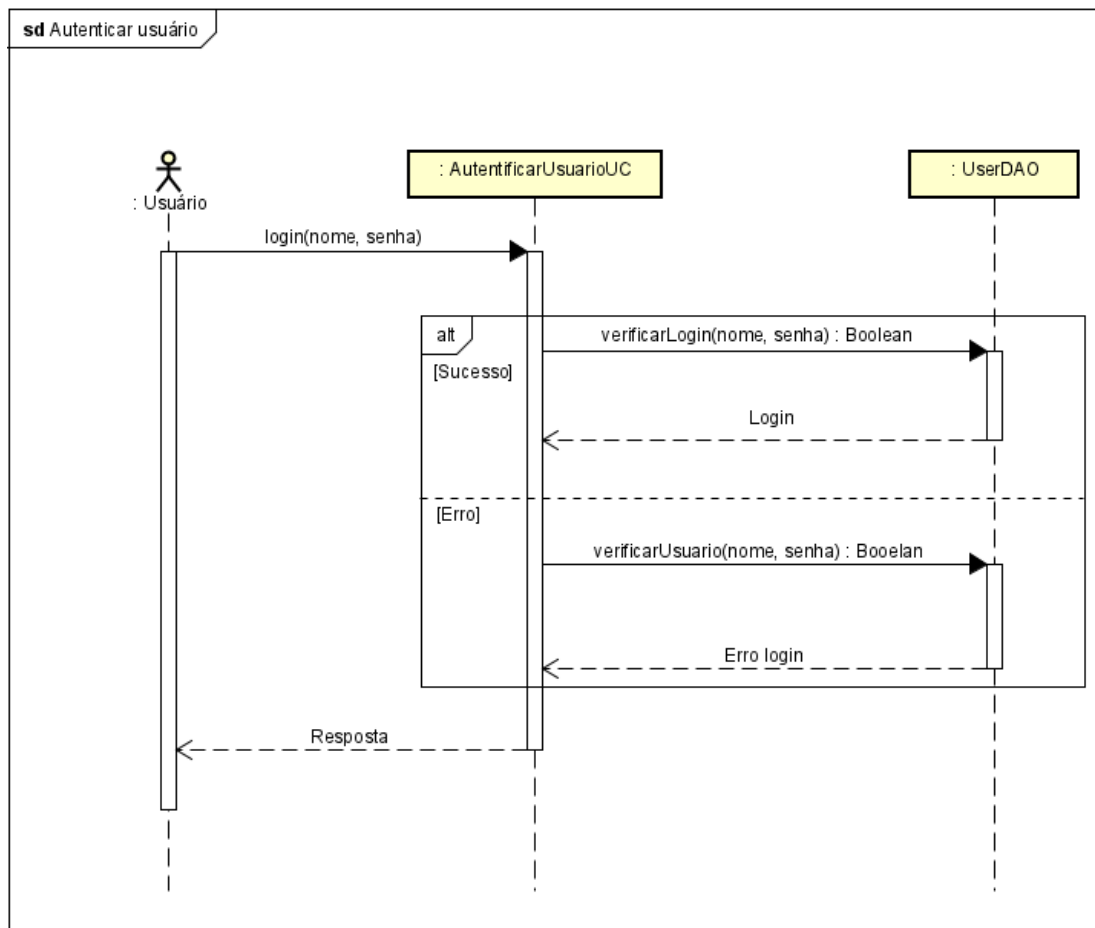 sd Autenticar usuário
: Usuário
: AutentificarUsuarioUC
: UserDAO
login(nome, senha)
alt
verificarLogin(nome, senha) : Boolean
[Sucesso]
Login
[Erro]
verificarUsuario(nome, senha) : Booelan
Erro login
Resposta